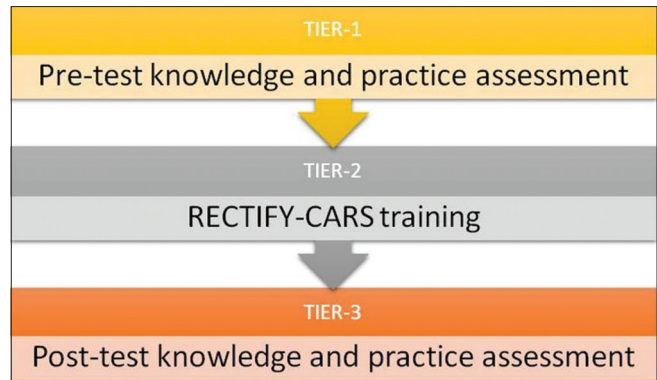 TIER-1
Pre-test knowledge and practice assessment
TIER-2
RECTIFY-CARS training
TIER-3
Post-test knowledge and practice assessment